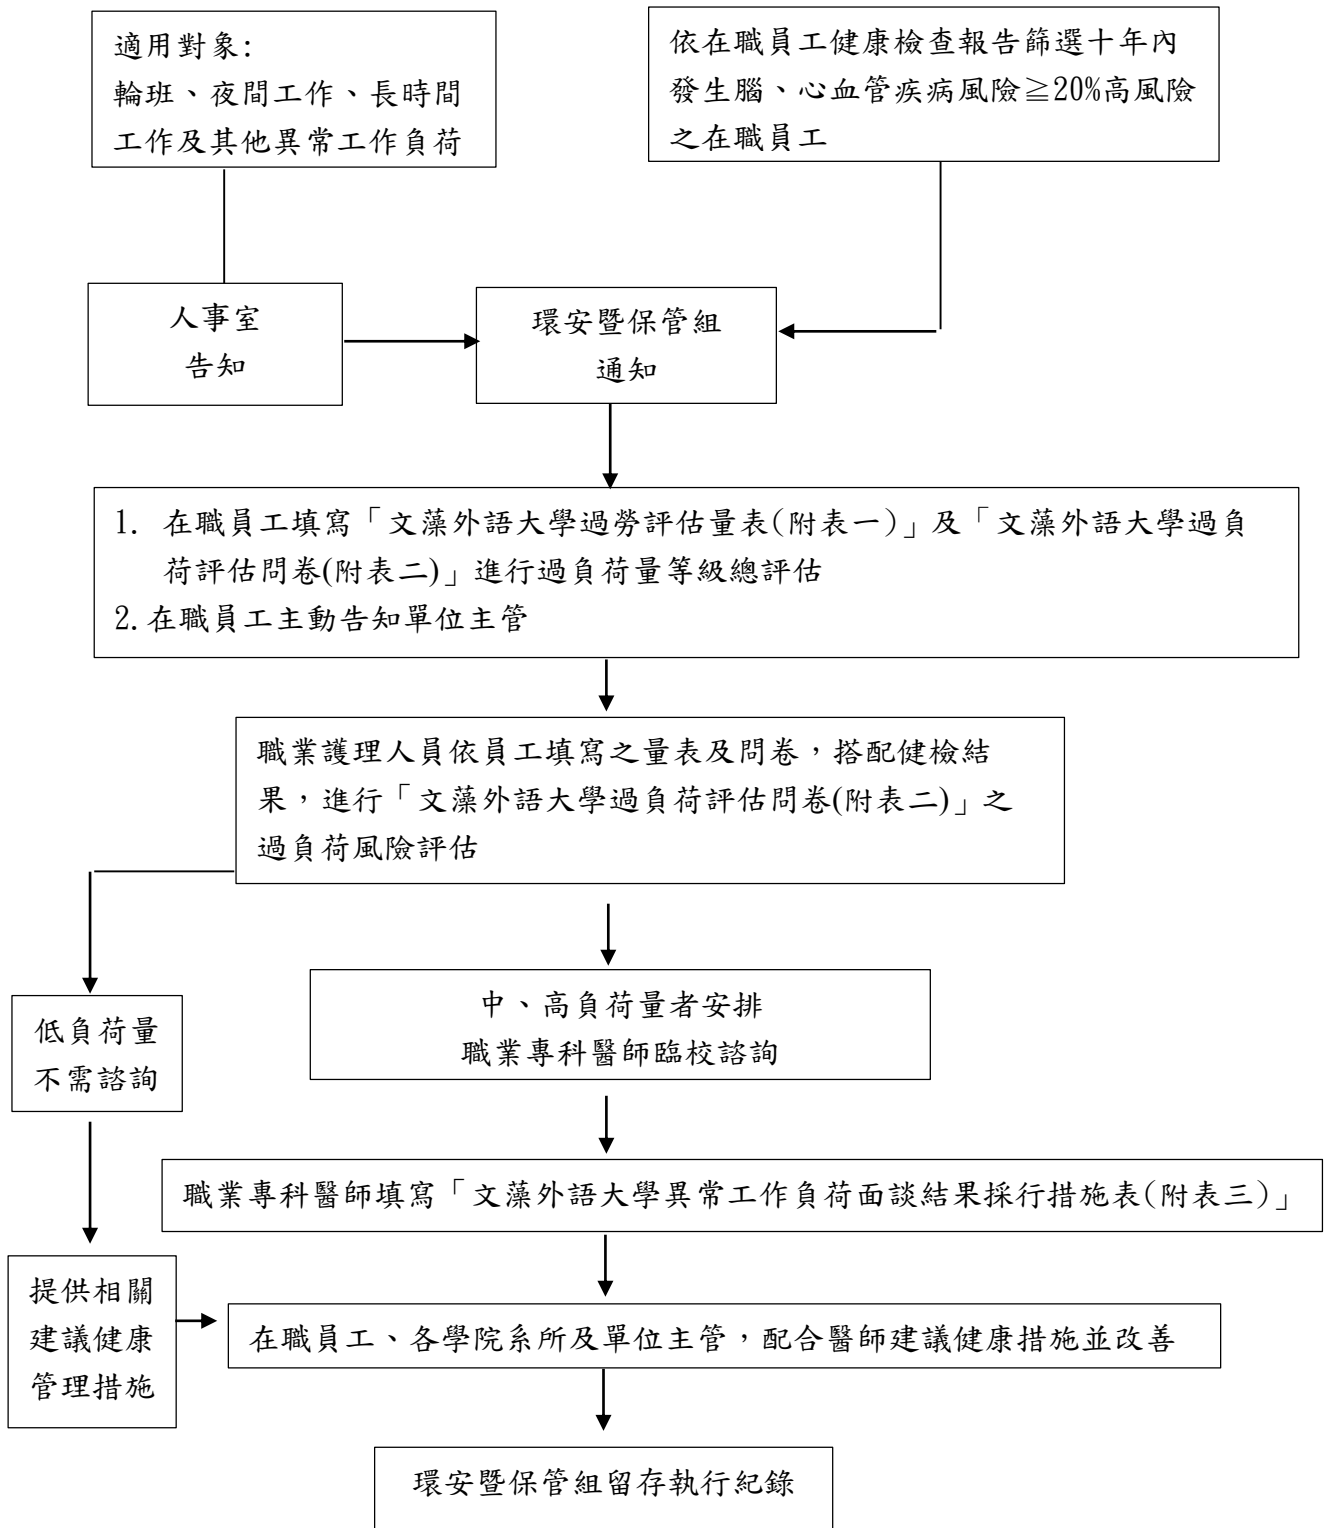 適用對象:
輪班、夜間工作、長時間
工作及其他異常工作負荷
依在職員工健康檢查報告篩選十年內
發生腦、心血管疾病風險≧20%高風險
之在職員工
人事室
告知
環安暨保管組
通知
1. 在職員工填寫「文藻外語大學過勞評估量表(附表一)」及「文藻外語大學過負
荷評估問卷(附表二)」進行過負荷量等級總評估
2.在職員工主動告知單位主管
職業護理人員依員工填寫之量表及問卷，搭配健檢結
果，進行「文藻外語大學過負荷評估問卷(附表二)」之
過負荷風險評估
低負荷量
不需諮詢
中、高負荷量者安排
職業專科醫師臨校諮詢
職業專科醫師填寫「文藻外語大學異常工作負荷面談結果採行措施表(附表三)」
提供相關
建議健康
管理措施
在職員工、各學院系所及單位主管，配合醫師建議健康措施並改善
環安暨保管組留存執行紀錄